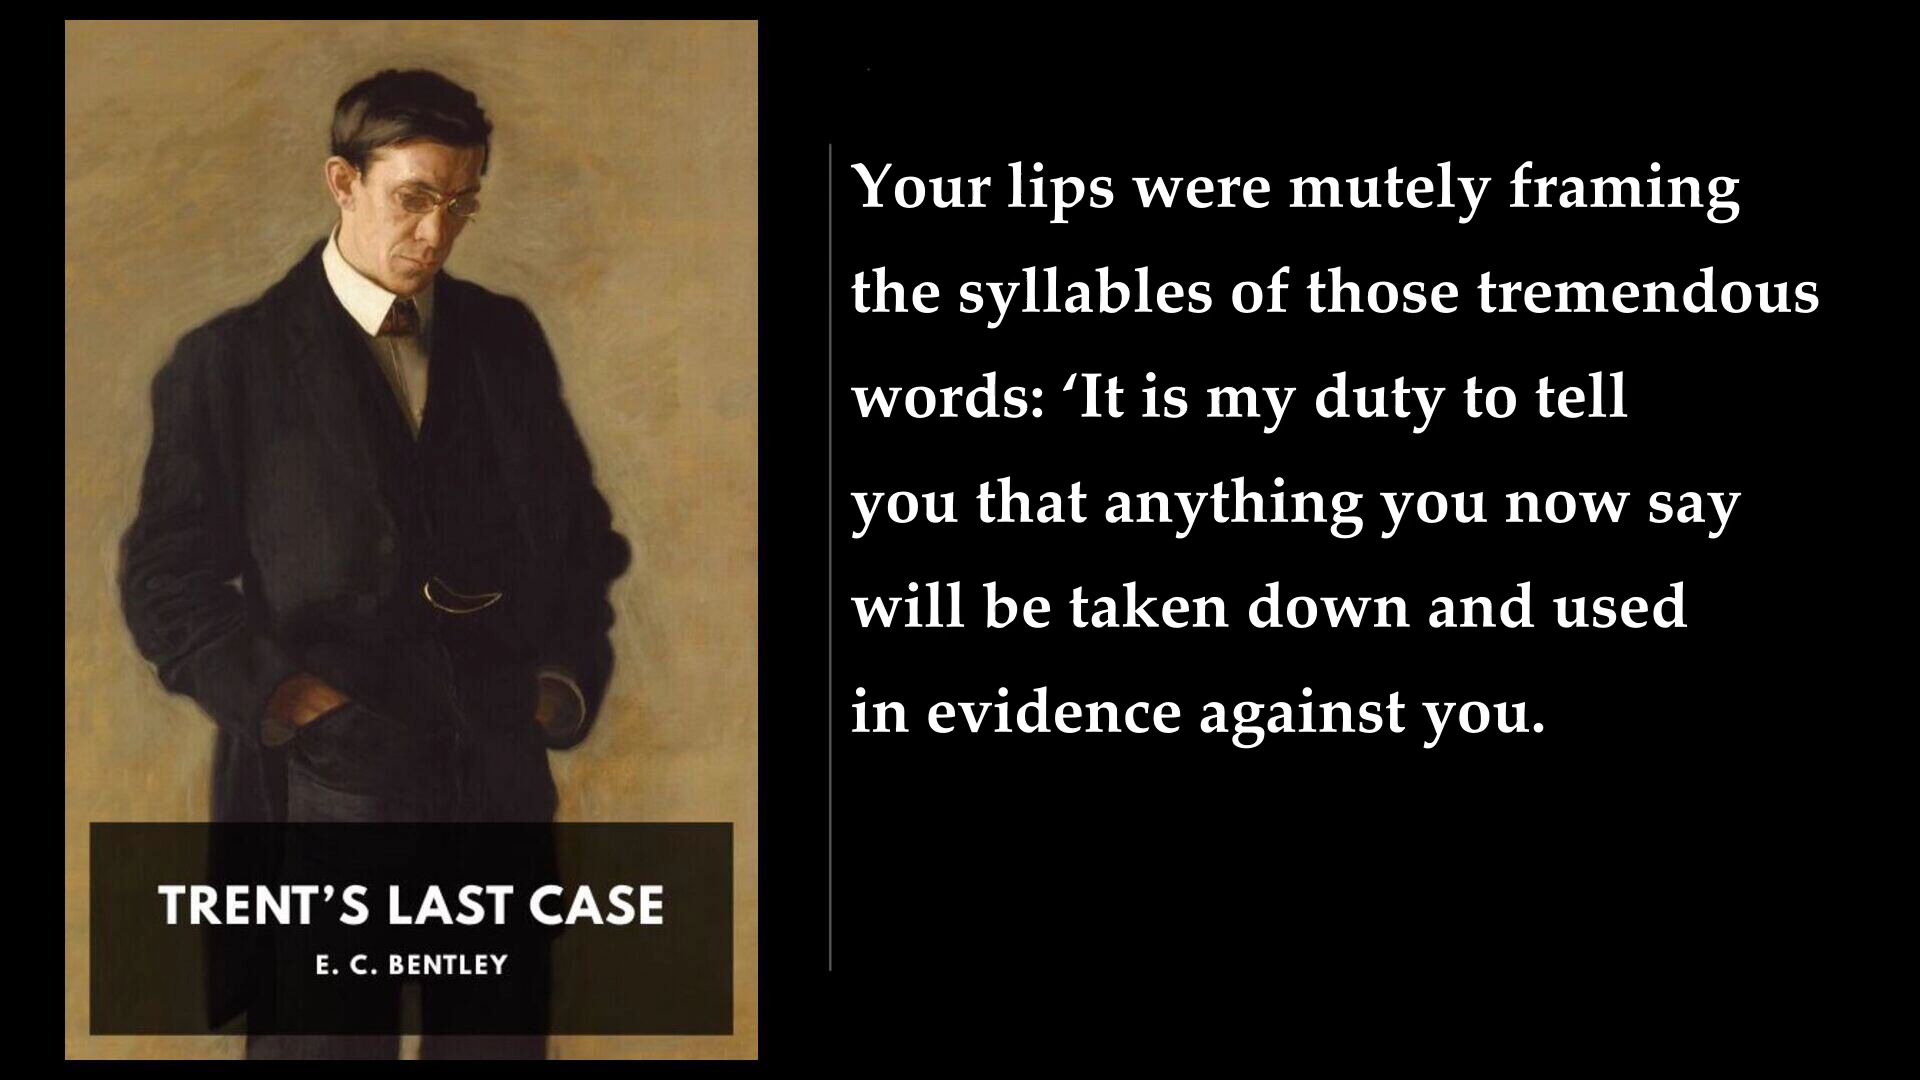 Your lips were mutely framing
the syllables of those tremendous
words: ‘It is my duty to tell
you that anything you now say
will be taken down and used
in evidence against you.
TRENT’S LAST CASE
E. C. BENTLEY